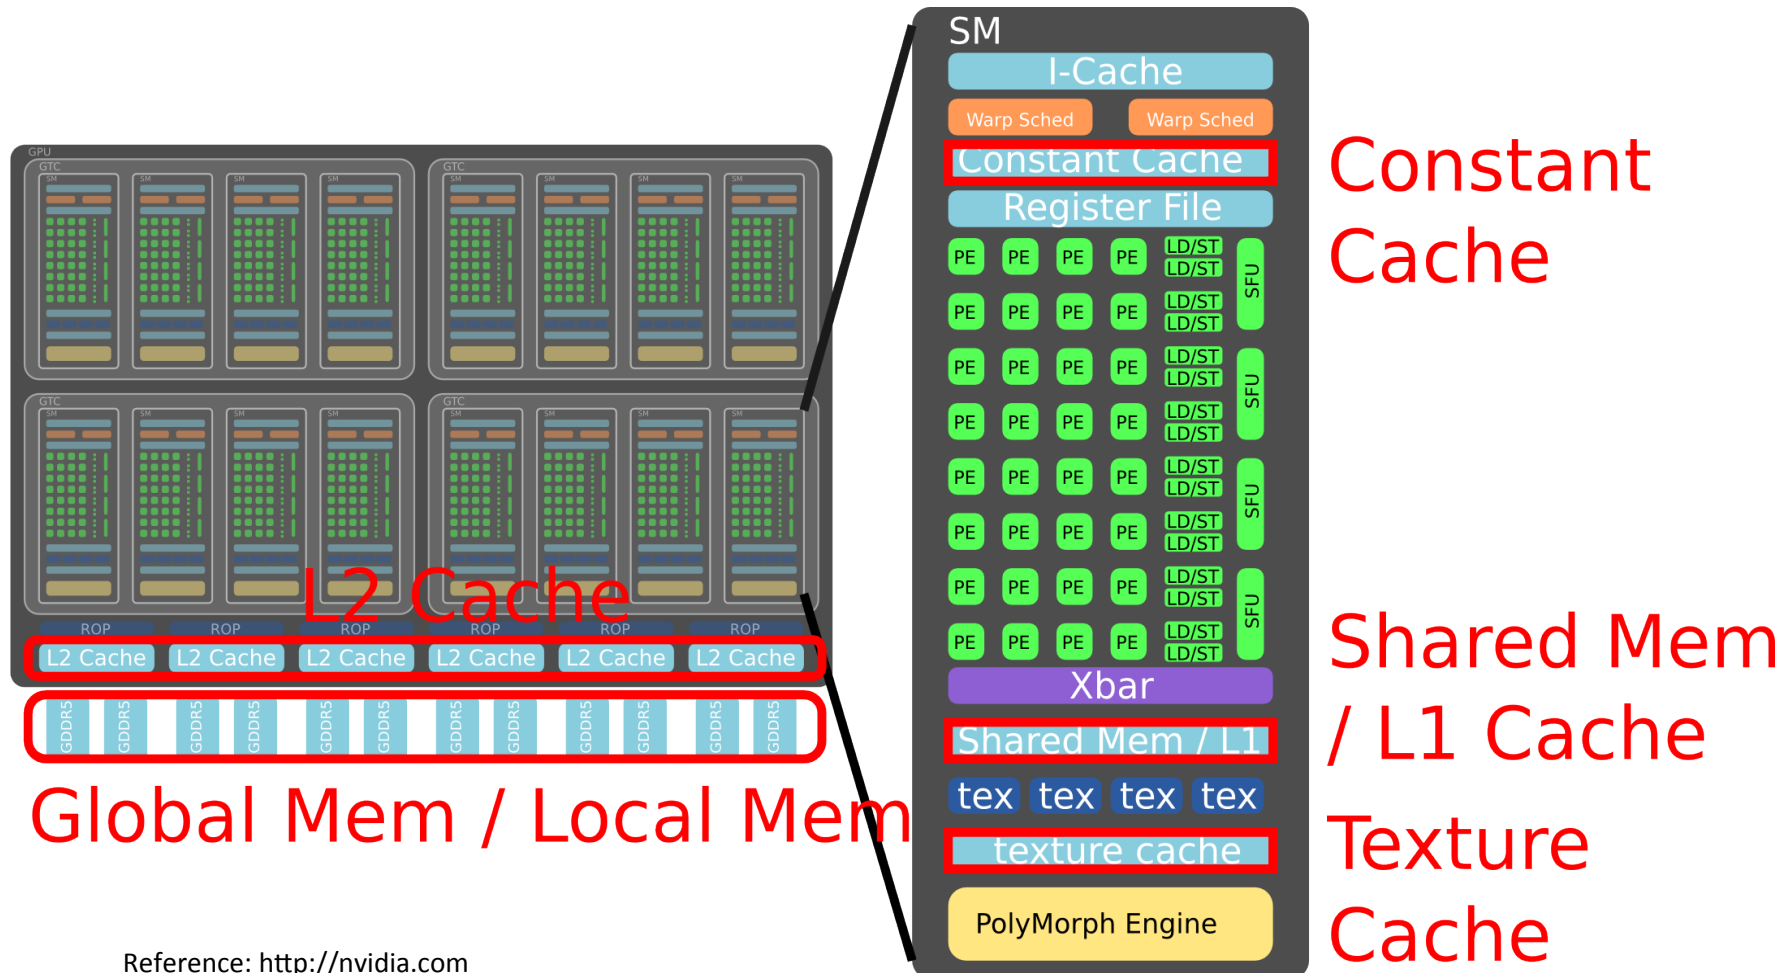 GPU
GTC
GTC
SM SM SM SM SM SM SM SM
GTC
GTC
SM SM SM SM SM SM SM SM
L2 Cache
ROP ROP ROP ROP ROP ROP
L2 Cache L2 Cache L2 Cache L2 Cache L2 Cache L2 Cache
GDDR5 GDDR5 GDDR5 GDDR5 GDDR5 GDDR5 GDDR5 GDDR5 GDDR5 GDDR5 GDDR5 GDDR5
Global Mem / Local Mem
Reference: http://nvidia.com
SM
I-Cache
Warp Sched Warp Sched
Constant Cache
Register File
PE PE PE PE LD/ST
LD/ST
SFU
PE PE PE PE LD/ST
LD/ST
PE PE PE PE LD/ST
LD/ST
SFU
PE PE PE PE LD/ST
LD/ST
PE PE PE PE LD/ST
LD/ST
SFU
PE PE PE PE LD/ST
LD/ST
PE PE PE PE LD/ST
LD/ST
SFU
PE PE PE PE LD/ST
LD/ST
Xbar
Shared Mem / L1
tex tex tex tex
texture cache
PolyMorph Engine
Constant
Cache
Shared Mem
/ L1 Cache
Texture
Cache